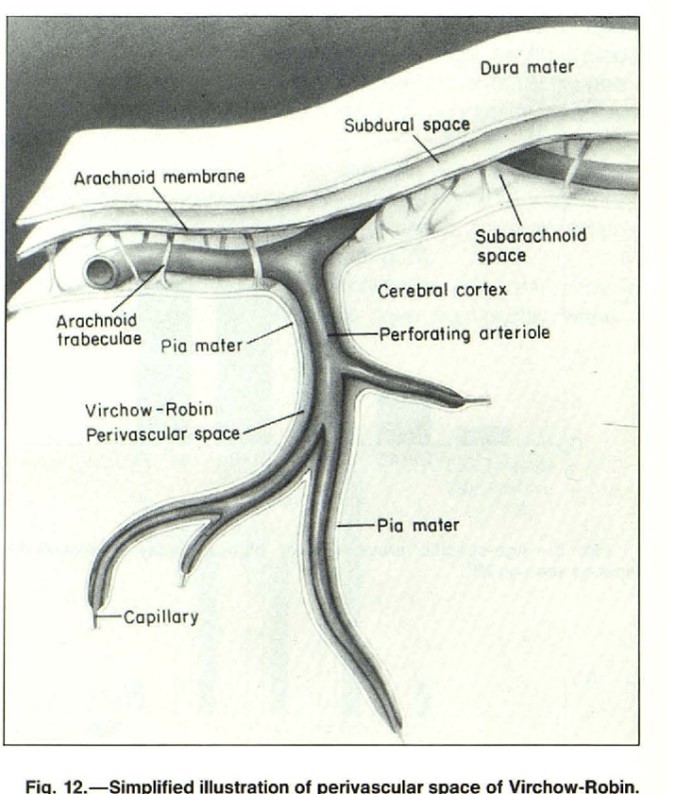 Dura mater
Subdural space
Arachnoid membrane
Subarachnoid
space
Cerebral cortex
Arachnoid
trabeculae
Pia mater
Perforating arteriole
Virchow-Robin
Perivascular space
Pia mater
Capillary
Fig. 12.—Simplified illustration of perivascular space of Virchow-Robin.